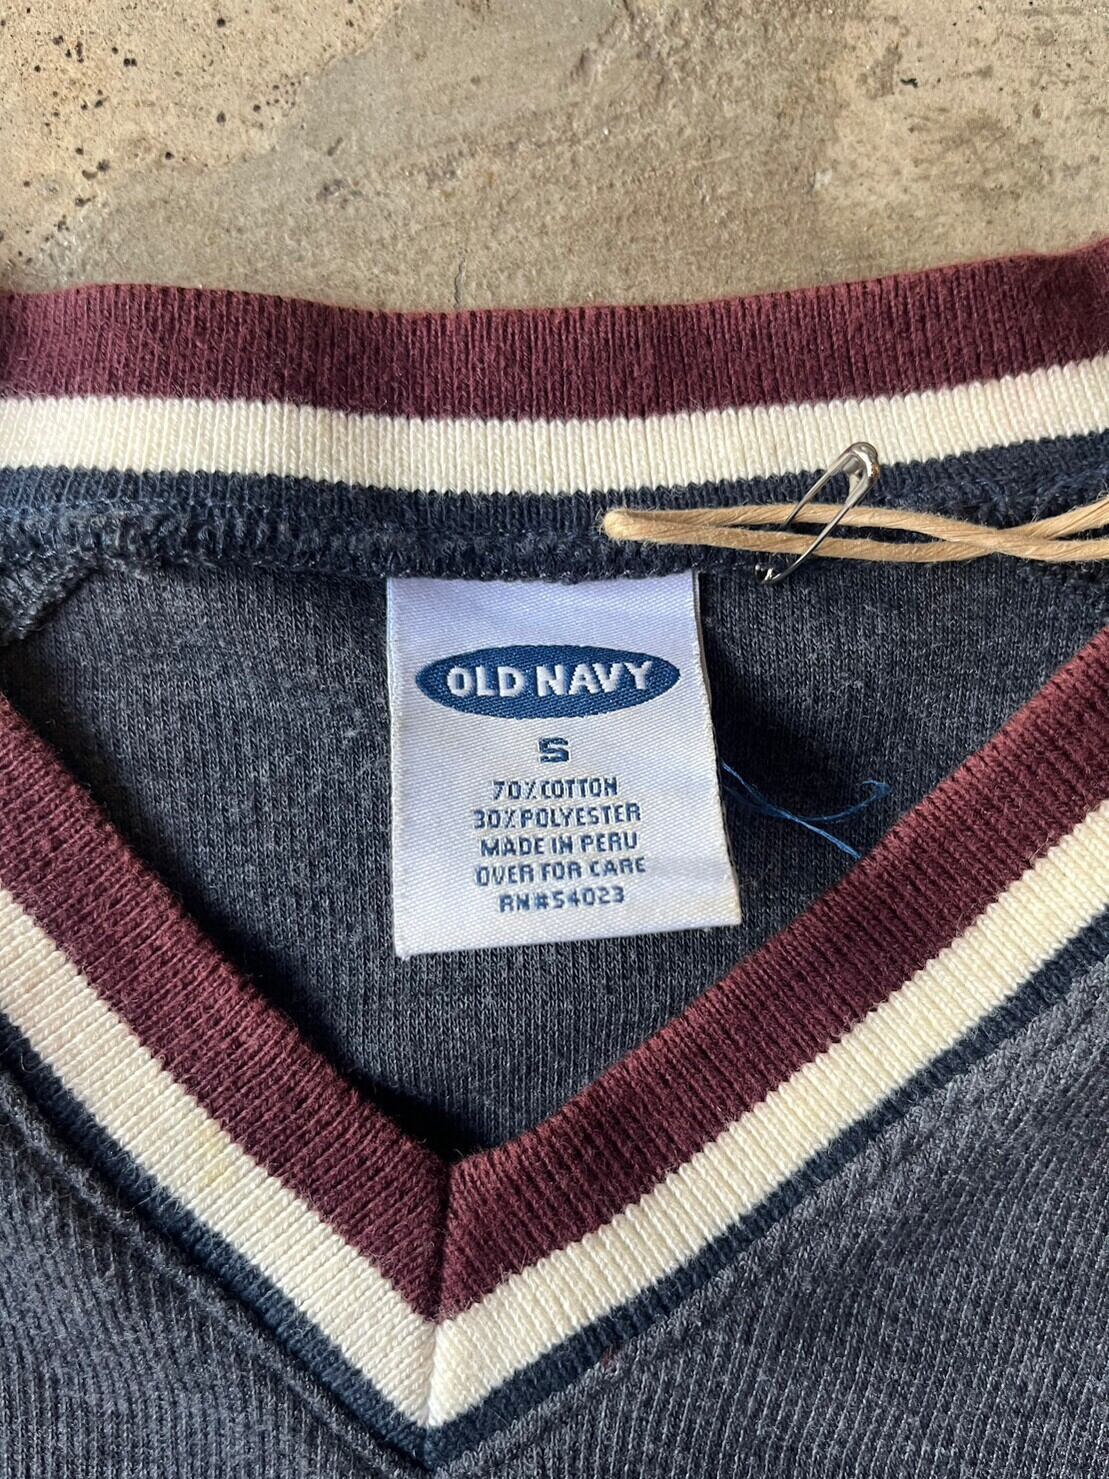 OLD NAVY
S
70%COTTON
30%POLYESTER
MADE IN PERU
OVER FOR CARE
RN#54023